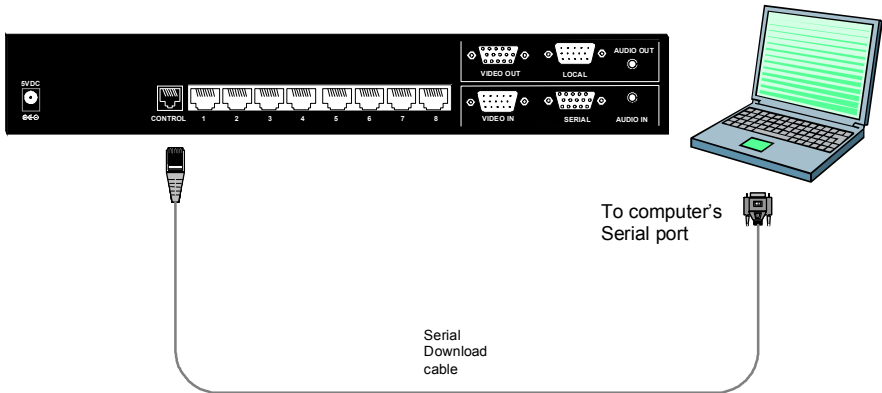 VIDEO OUT
LOCAL
AUDIO OUT
5VDC
CONTROL
1 2 3 4 5 6 7 8
VIDEO IN
SERIAL
AUDIO IN
To computer's
Serial port
Serial
Download
cable